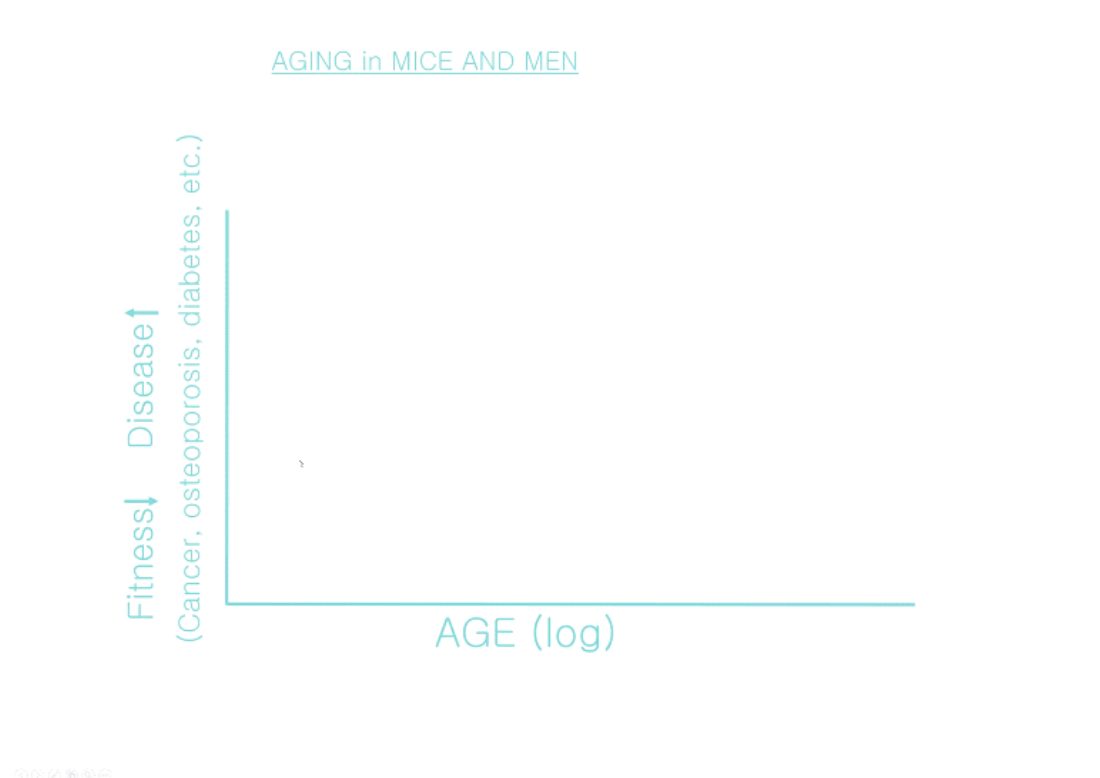 AGING in MICE AND MEN
Fitness↓ Disease↑
(Cancer, osteoporosis, diabetes, etc.)
AGE (log)